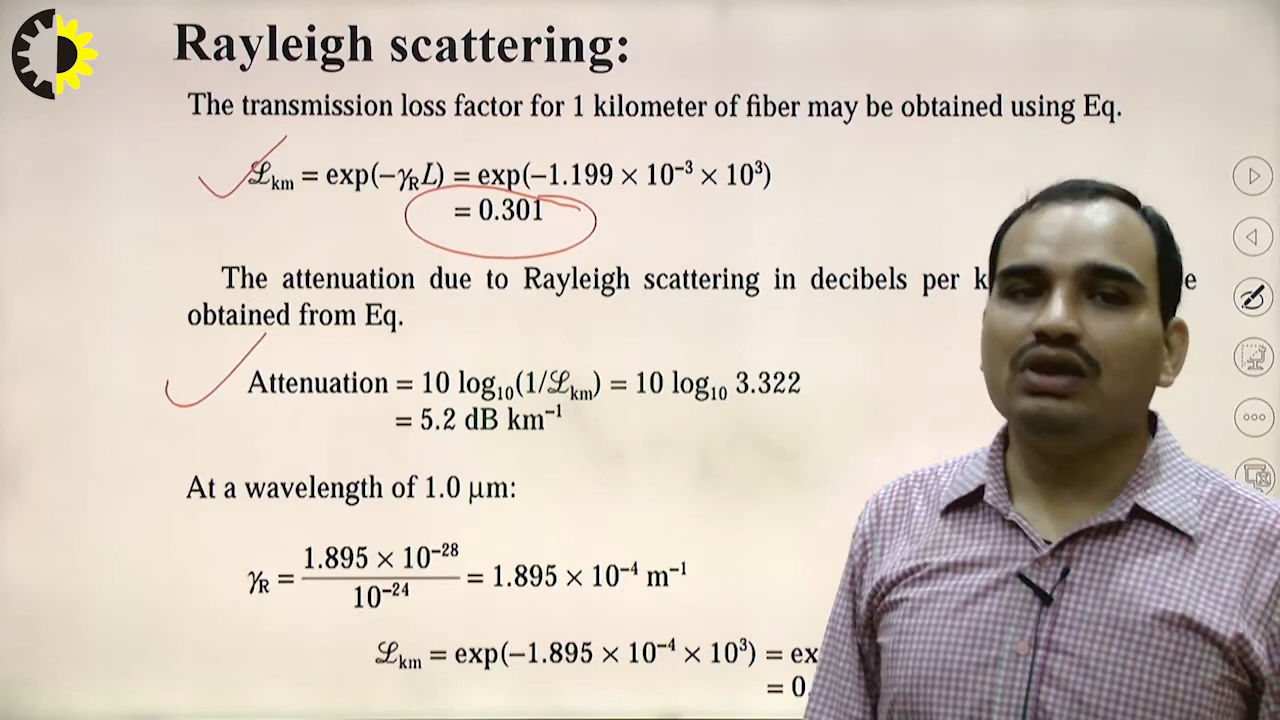 Rayleigh scattering:
The transmission loss factor for 1 kilometer of fiber may be obtained using Eq.
ℒkm = exp(−γRL) = exp(−1.199 × 10⁻³ × 10³)
= 0.301
The attenuation due to Rayleigh scattering in decibels per
obtained from Eq.
Attenuation = 10 log₁₀(1/ℒkm) = 10 log₁₀ 3.322
= 5.2 dB km⁻¹
At a wavelength of 1.0 μm:
γR = 1.895 × 10⁻²⁸ / 10⁻²⁴ = 1.895 × 10⁻⁴ m⁻¹
ℒkm = exp(−1.895 × 10⁻⁴ × 10³) =
= 0.